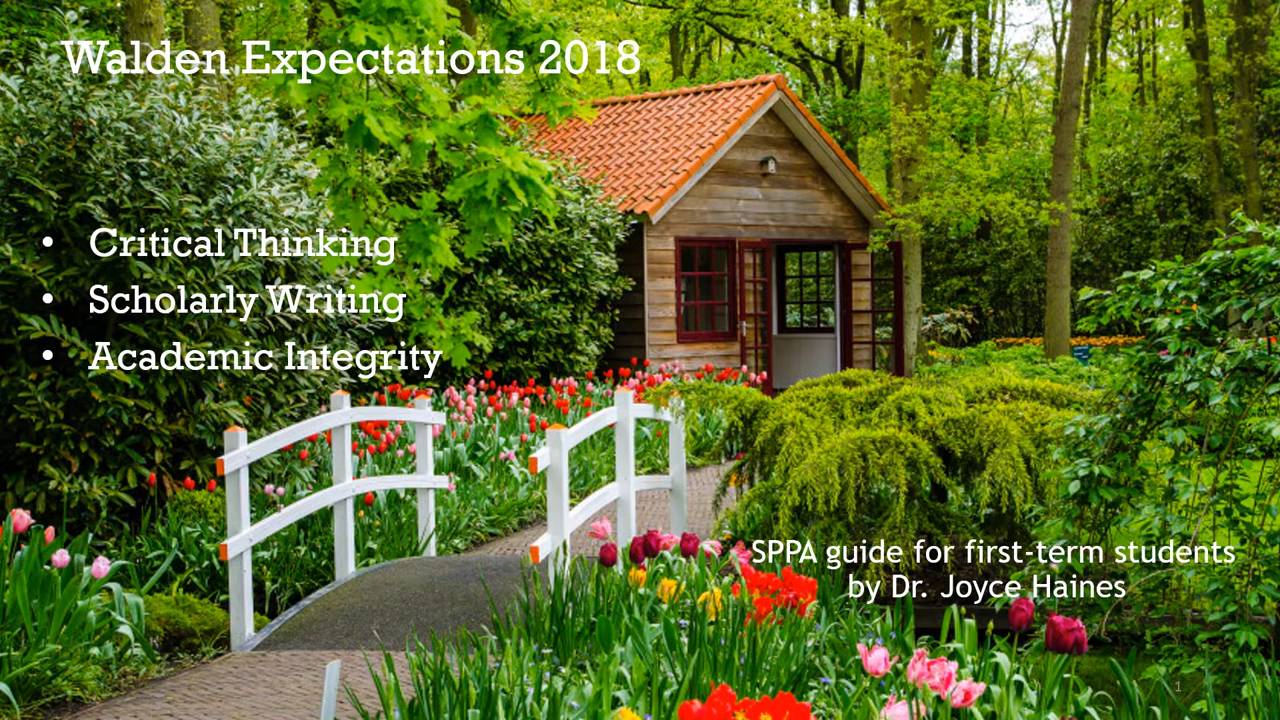 Walden Expectations 2018
• Critical Thinking
• Scholarly Writing
• Academic Integrity
SPPA guide for first-term students
by Dr. Joyce Haines
1